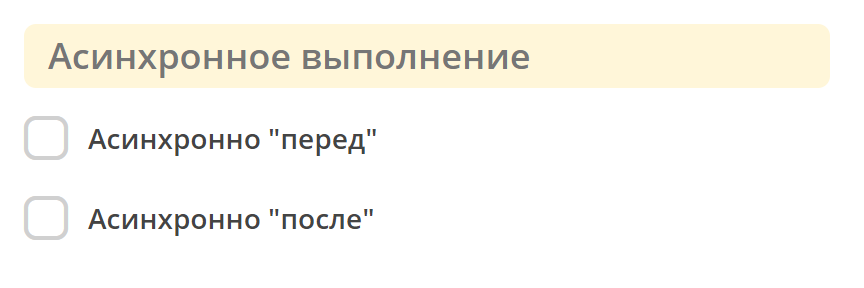 Асинхронное выполнение
Асинхронно "перед"
Асинхронно "после"